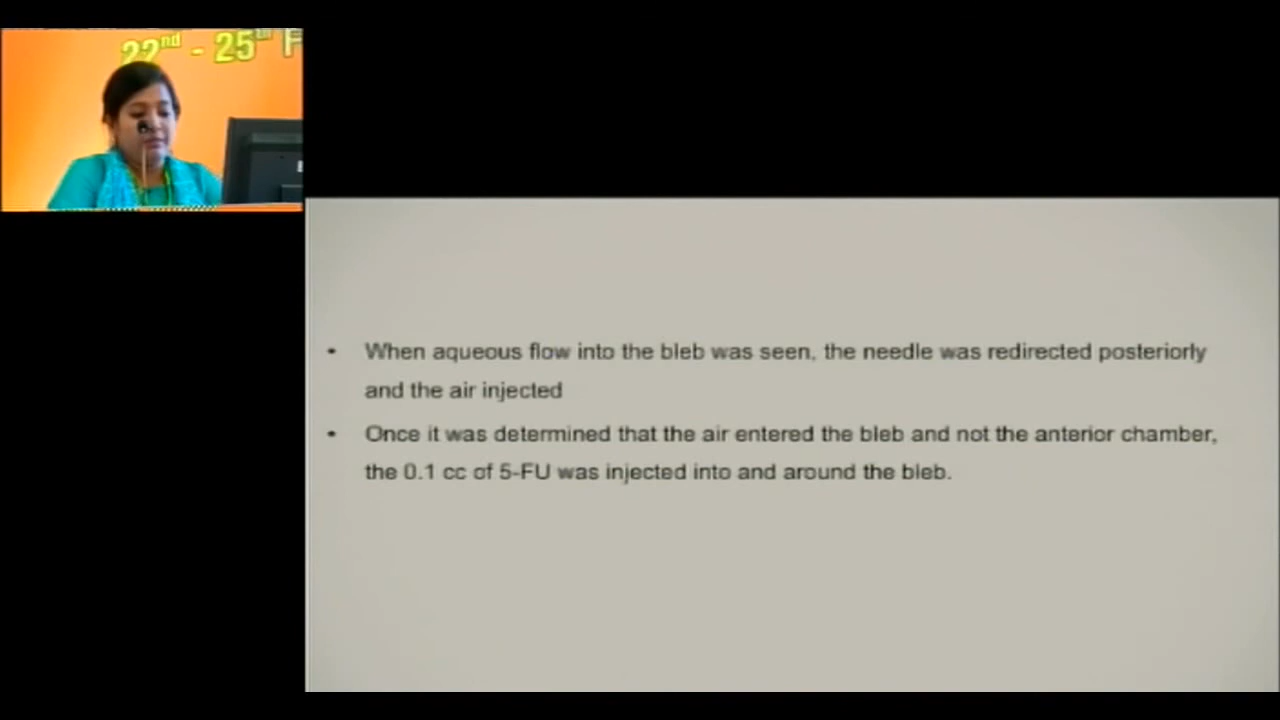 22nd - 25th F
• When aqueous flow into the bleb was seen, the needle was redirected posteriorly
and the air injected
• Once it was determined that the air entered the bleb and not the anterior chamber,
the 0.1 cc of 5-FU was injected into and around the bleb.